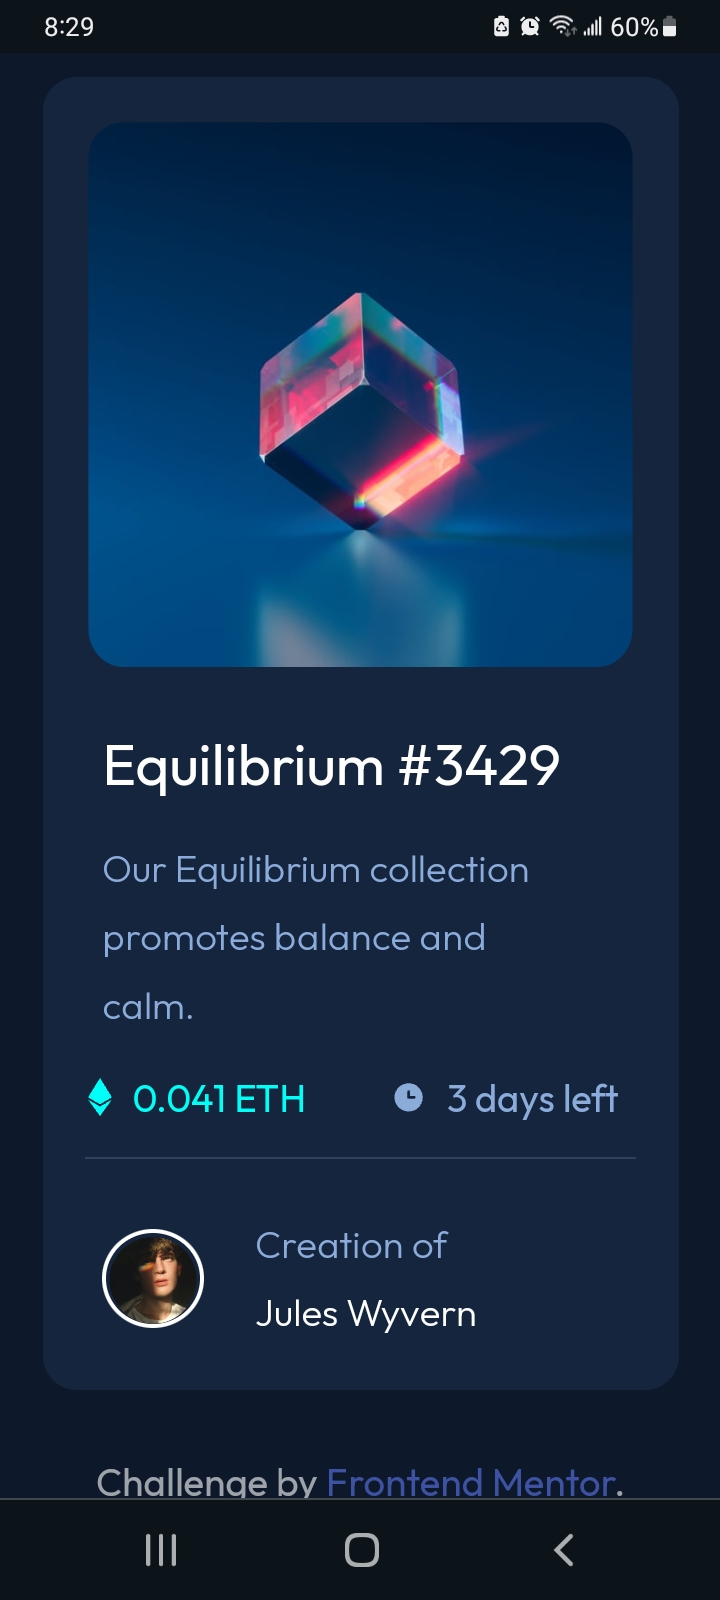 8:29 60%
Equilibrium #3429
Our Equilibrium collection
promotes balance and
calm.
0.041 ETH 3 days left
Creation of
Jules Wyvern
Challenge by Frontend Mentor.